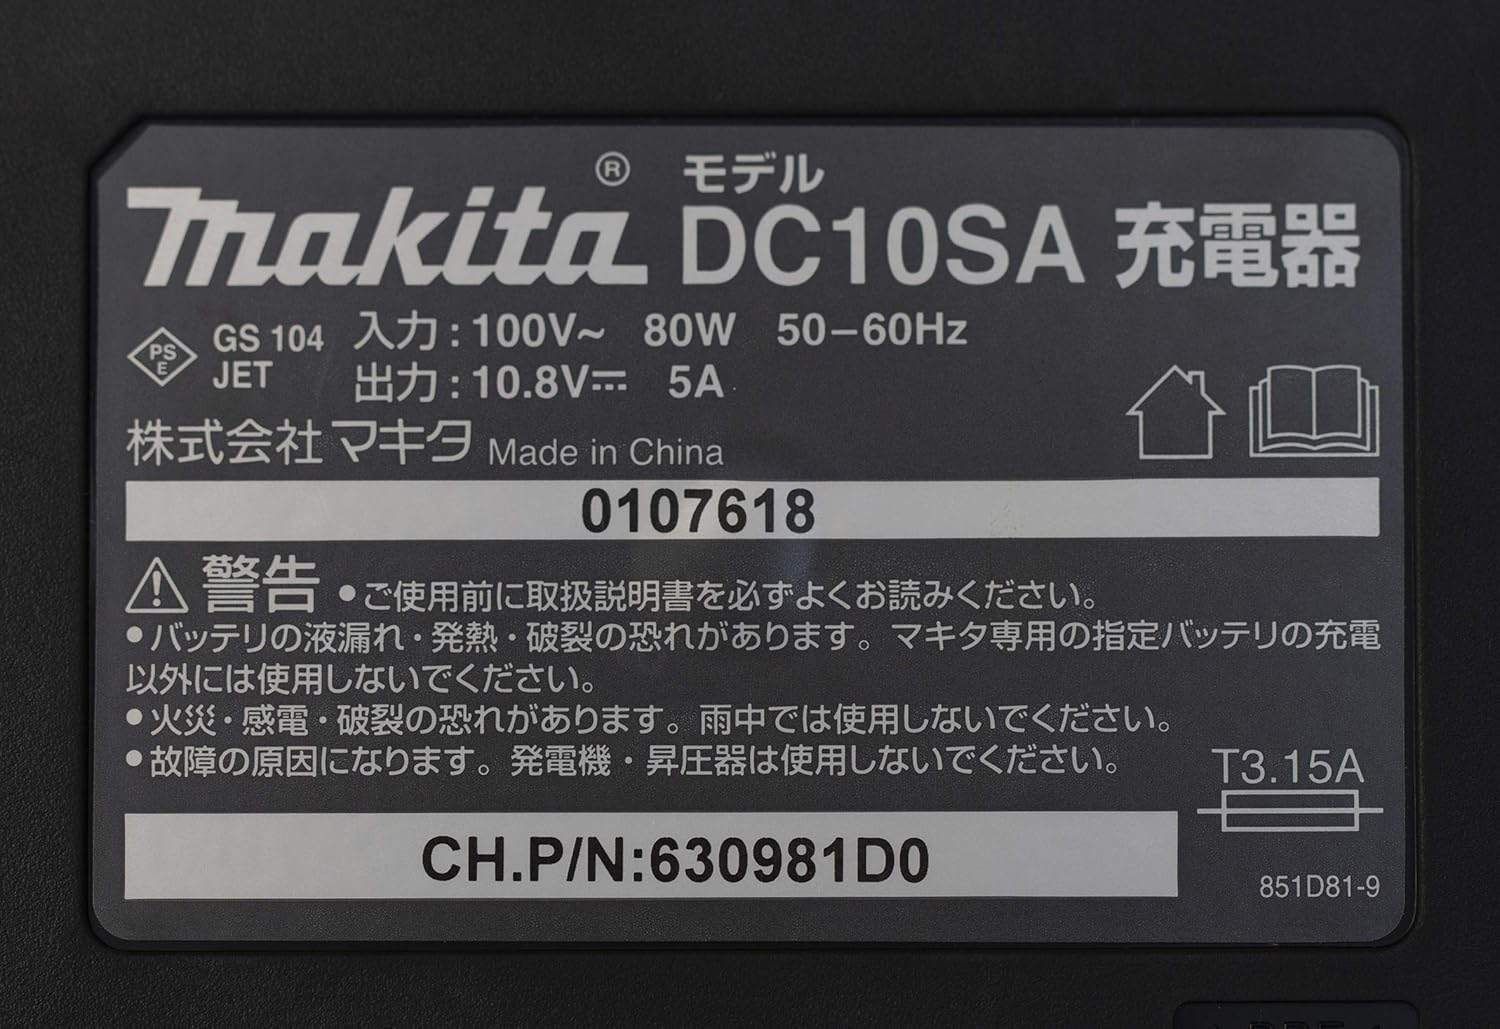 makita® モデル
DC10SA 充電器
PSE GS 104 JET
入力:100V~ 80W 50-60Hz
出力:10.8V⎓ 5A
株式会社マキタ Made in China
0107618
警告 ●ご使用前に取扱説明書を必ずよくお読みください。
●バッテリの液漏れ・発熱・破裂の恐れがあります。マキタ専用の指定バッテリの充電
以外には使用しないでください。
●火災・感電・破裂の恐れがあります。雨中では使用しないでください。
●故障の原因になります。発電機・昇圧器は使用しないでください。
T3.15A
CH.P/N:630981D0
851D81-9